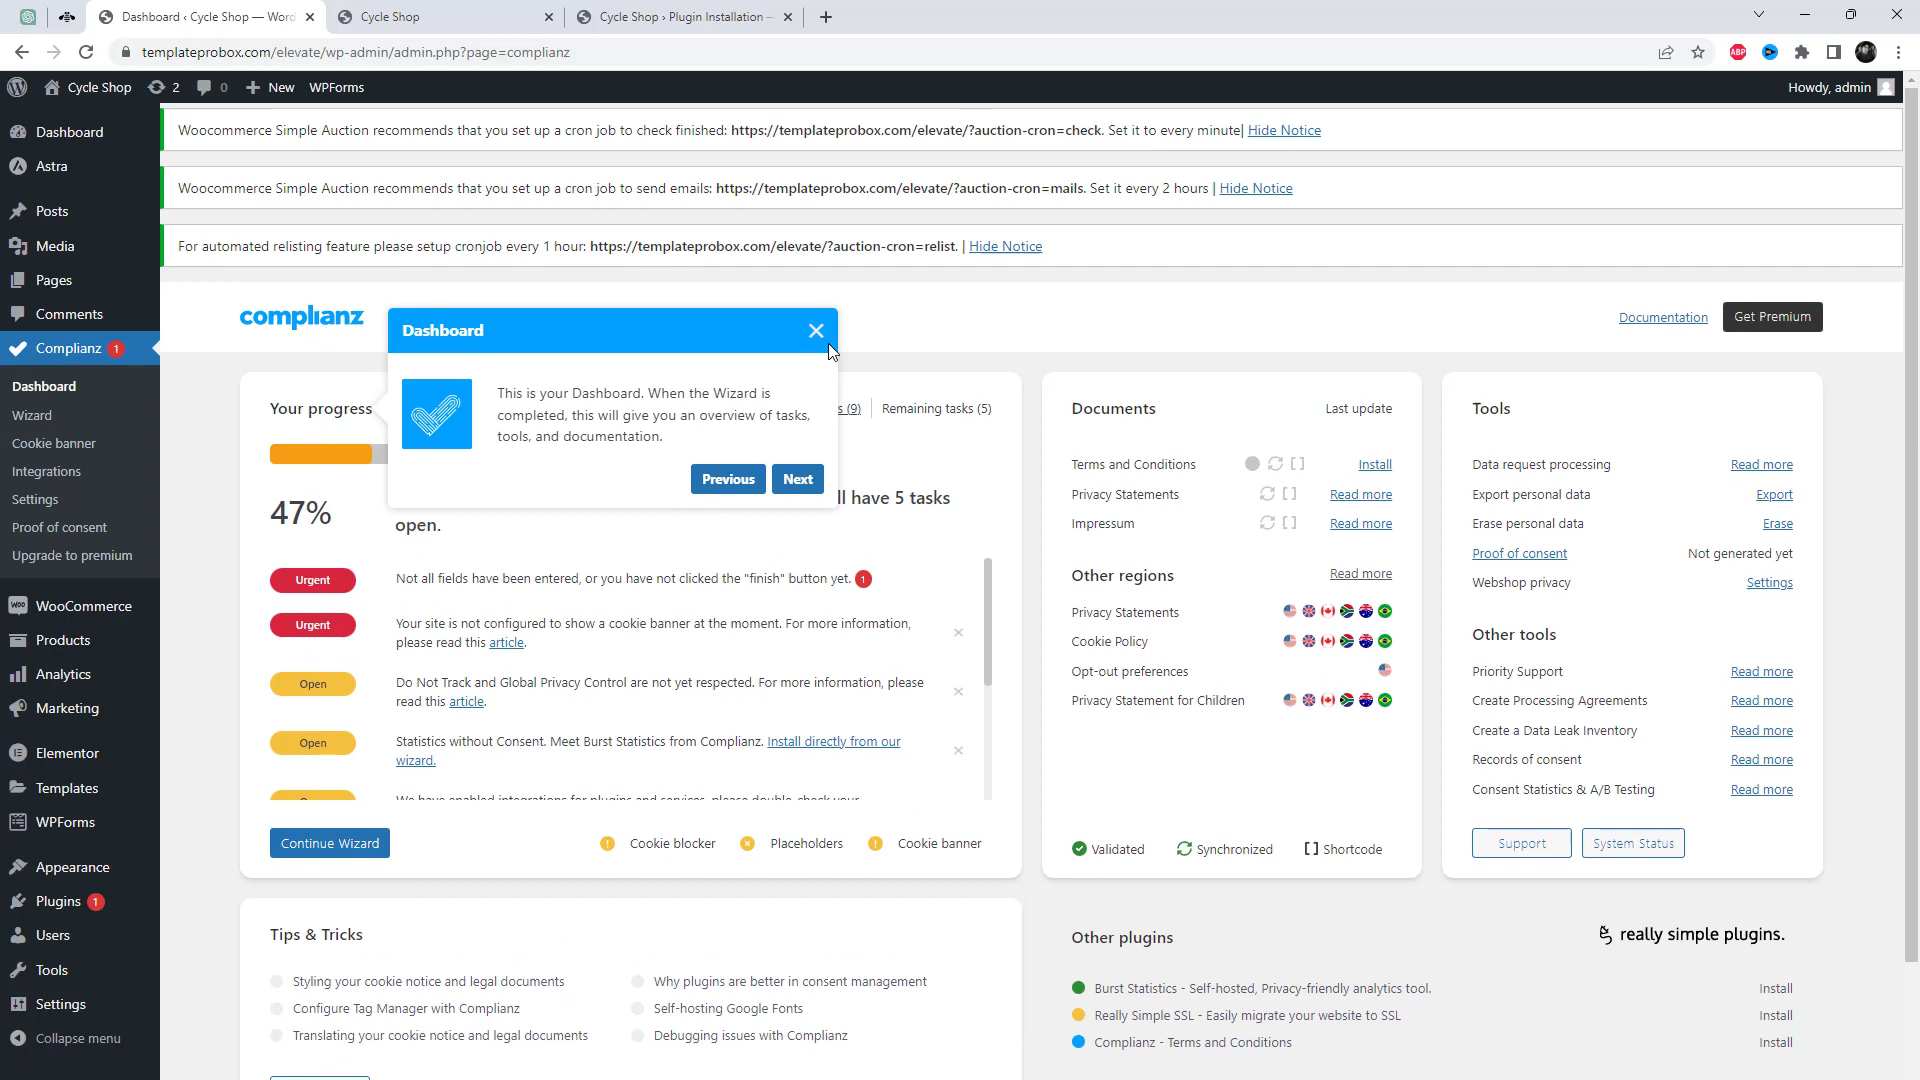 Dashboard ‹ Cycle Shop — Word
Cycle Shop
Cycle Shop › Plugin Installation —
templateprobox.com/elevate/wp-admin/admin.php?page=complianz
ABP
Cycle Shop
2
0
New
WPForms
Howdy, admin
Woocommerce Simple Auction recommends that you set up a cron job to check finished: https://templateprobox.com/elevate/?auction-cron=check. Set it to every minute| Hide Notice
Woocommerce Simple Auction recommends that you set up a cron job to send emails: https://templateprobox.com/elevate/?auction-cron=mails. Set it every 2 hours | Hide Notice
For automated relisting feature please setup cronjob every 1 hour: https://templateprobox.com/elevate/?auction-cron=relist. | Hide Notice
Dashboard
Astra
Posts
Media
Pages
Comments
Complianz 1
Dashboard
Wizard
Cookie banner
Integrations
Settings
Proof of consent
Upgrade to premium
WooCommerce
Products
Analytics
Marketing
Elementor
Templates
WPForms
Appearance
Plugins 1
Users
Tools
Settings
Collapse menu
complianz
Documentation
Get Premium
Dashboard
This is your Dashboard. When the Wizard is
completed, this will give you an overview of tasks,
tools, and documentation.
Previous
Next
Your progress
s (9)
Remaining tasks (5)
47%
ll have 5 tasks
open.
Urgent
Not all fields have been entered, or you have not clicked the "finish" button yet. 1
Urgent
Your site is not configured to show a cookie banner at the moment. For more information,
please read this article.
Open
Do Not Track and Global Privacy Control are not yet respected. For more information, please
read this article.
Open
Statistics without Consent. Meet Burst Statistics from Complianz. Install directly from our
wizard.
We have enabled integrations for plugins and services, please double-check your
Continue Wizard
Cookie blocker
Placeholders
Cookie banner
Documents
Last update
Terms and Conditions
Install
Privacy Statements
Read more
Impressum
Read more
Other regions
Read more
Privacy Statements
Cookie Policy
Opt-out preferences
Privacy Statement for Children
Validated
Synchronized
Shortcode
Tools
Data request processing
Read more
Export personal data
Export
Erase personal data
Erase
Proof of consent
Not generated yet
Webshop privacy
Settings
Other tools
Priority Support
Read more
Create Processing Agreements
Read more
Create a Data Leak Inventory
Read more
Records of consent
Read more
Consent Statistics & A/B Testing
Read more
Support
System Status
Tips & Tricks
Styling your cookie notice and legal documents
Why plugins are better in consent management
Configure Tag Manager with Complianz
Self-hosting Google Fonts
Translating your cookie notice and legal documents
Debugging issues with Complianz
Other plugins
really simple plugins.
Burst Statistics - Self-hosted, Privacy-friendly analytics tool.
Install
Really Simple SSL - Easily migrate your website to SSL
Install
Complianz - Terms and Conditions
Install